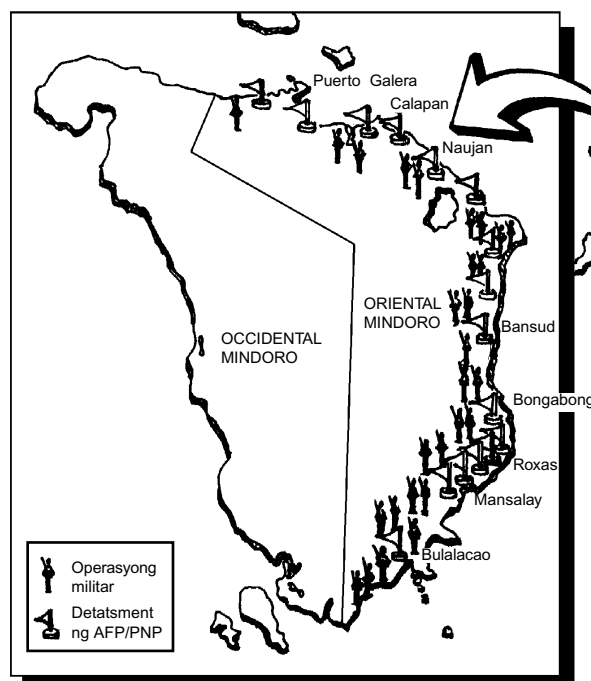 Puerto Galera
Calapan
Naujan
ORIENTAL
MINDORO
Bansud
OCCIDENTAL
MINDORO
Bongabong
Roxas
Mansalay
Bulalacao
Operasyong
militar
Detatsment
ng AFP/PNP